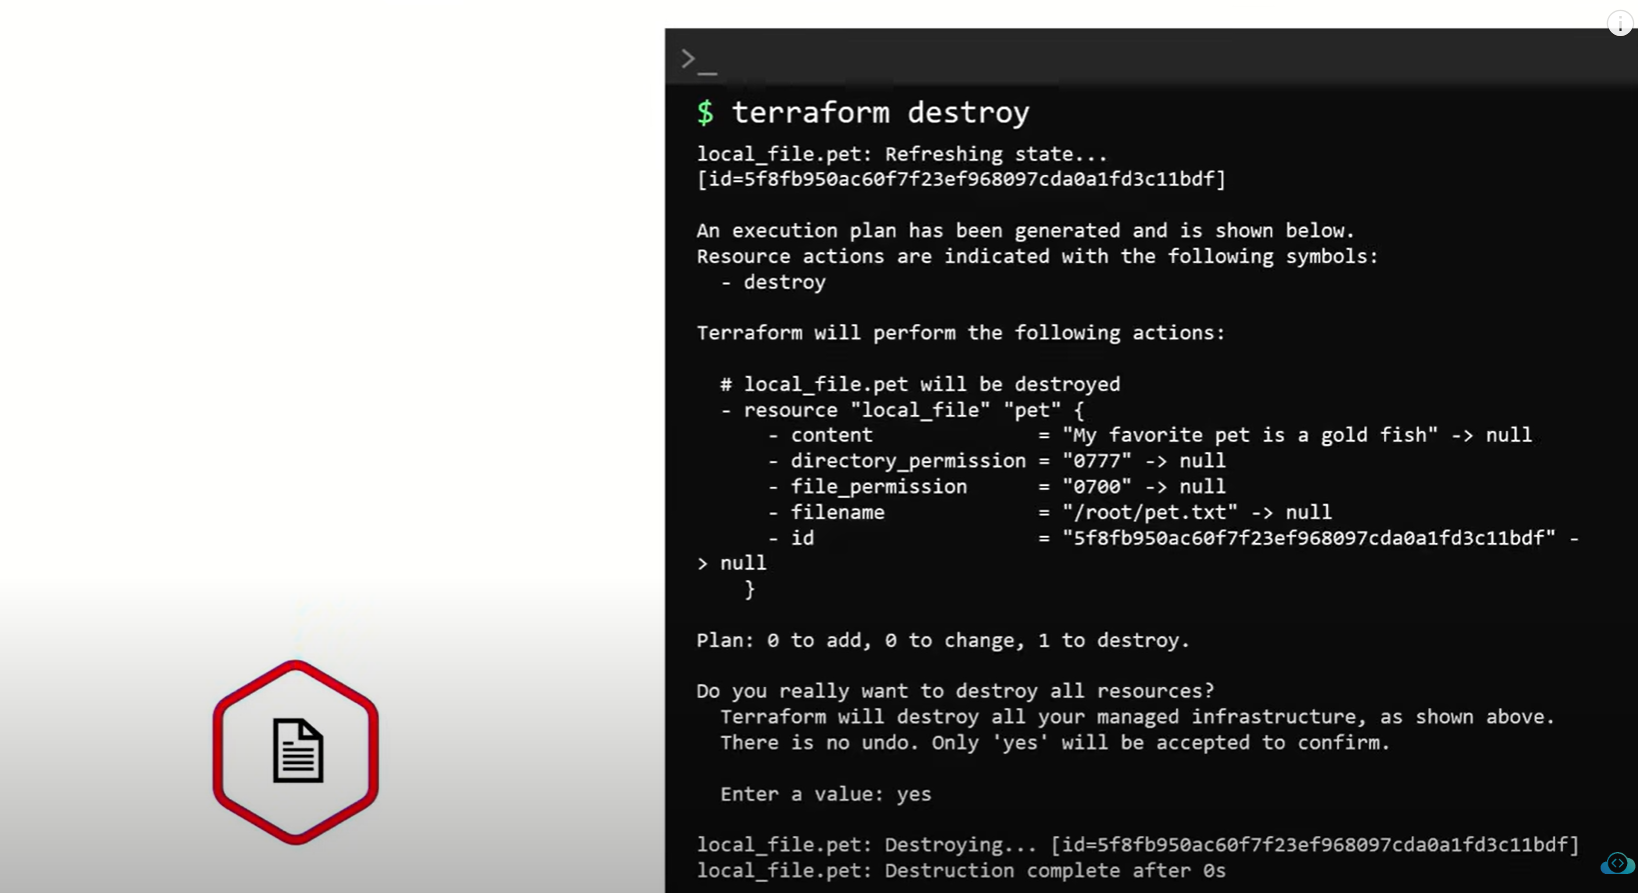 >_
$ terraform destroy
local_file.pet: Refreshing state...
[id=5f8fb950ac60f7f23ef968097cda0a1fd3c11bdf]
An execution plan has been generated and is shown below.
Resource actions are indicated with the following symbols:
- destroy
Terraform will perform the following actions:
# local_file.pet will be destroyed
- resource "local_file" "pet" {
- content = "My favorite pet is a gold fish" -> null
- directory_permission = "0777" -> null
- file_permission = "0700" -> null
- filename = "/root/pet.txt" -> null
- id = "5f8fb950ac60f7f23ef968097cda0a1fd3c11bdf" -
> null
}
Plan: 0 to add, 0 to change, 1 to destroy.
Do you really want to destroy all resources?
Terraform will destroy all your managed infrastructure, as shown above.
There is no undo. Only 'yes' will be accepted to confirm.
Enter a value: yes
local_file.pet: Destroying... [id=5f8fb950ac60f7f23ef968097cda0a1fd3c11bdf]
local_file.pet: Destruction complete after 0s